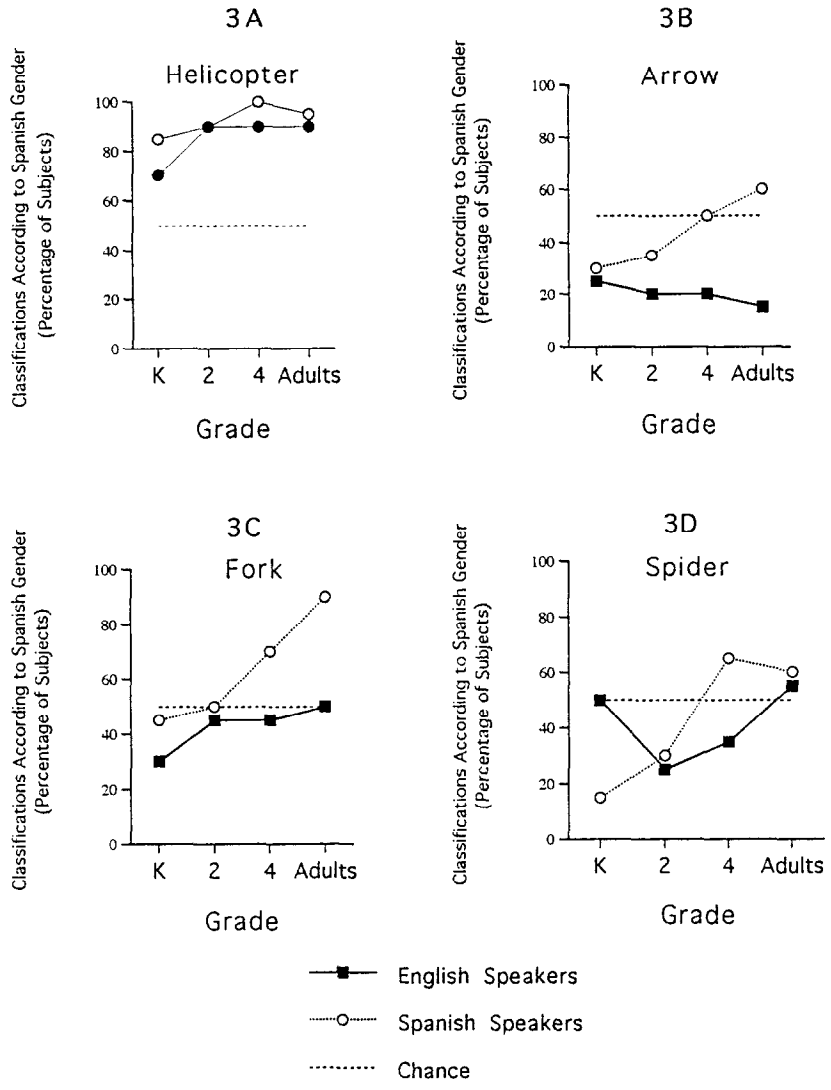 3A
Helicopter
Classifications According to Spanish Gender
(Percentage of Subjects)
100
80
60
40
20
0
K 2 4 Adults
Grade
3B
Arrow
Classifications According to Spanish Gender
(Percentage of Subjects)
100
80
60
40
20
0
K 2 4 Adults
Grade
3C
Fork
Classifications According to Spanish Gender
(Percentage of Subjects)
100
80
60
40
20
0
K 2 4 Adults
Grade
3D
Spider
Classifications According to Spanish Gender
(Percentage of Subjects)
100
80
60
40
20
0
K 2 4 Adults
Grade
English Speakers
Spanish Speakers
Chance